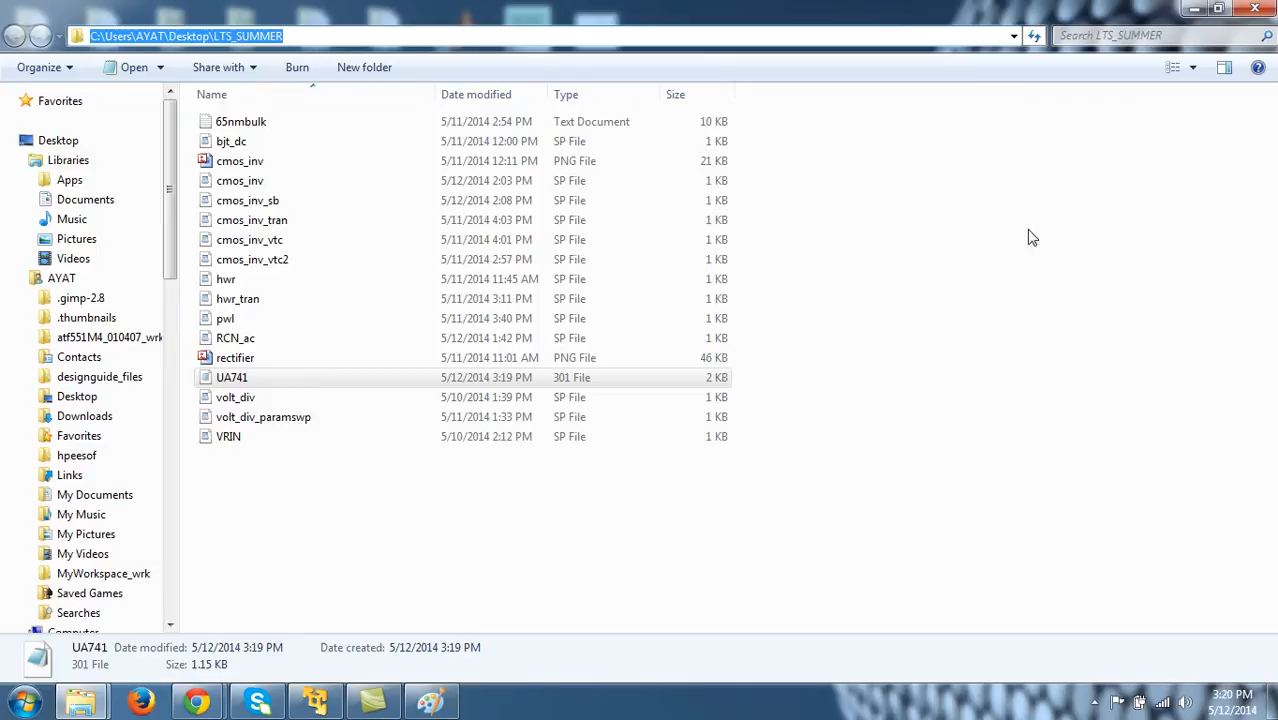 C:\Users\AYAT\Desktop\LTS_SUMMER
Search LTS_SUMMER
Organize
Open
Share with
Burn
New folder
Name
Date modified
Type
Size
Favorites
Desktop
Libraries
Apps
Documents
Music
Pictures
Videos
AYAT
.gimp-2.8
.thumbnails
atf551M4_010407_wrk
Contacts
designguide_files
Desktop
Downloads
Favorites
hpeesof
Links
My Documents
My Music
My Pictures
My Videos
MyWorkspace_wrk
Saved Games
Searches
Computer
65nmbulk 5/11/2014 2:54 PM Text Document 10 KB
bjt_dc 5/11/2014 12:00 PM SP File 1 KB
cmos_inv 5/11/2014 12:11 PM PNG File 21 KB
cmos_inv 5/12/2014 2:03 PM SP File 1 KB
cmos_inv_sb 5/12/2014 2:08 PM SP File 1 KB
cmos_inv_tran 5/11/2014 4:03 PM SP File 1 KB
cmos_inv_vtc 5/11/2014 4:01 PM SP File 1 KB
cmos_inv_vtc2 5/11/2014 2:57 PM SP File 1 KB
hwr 5/11/2014 11:45 AM SP File 1 KB
hwr_tran 5/11/2014 3:11 PM SP File 1 KB
pwl 5/11/2014 3:40 PM SP File 1 KB
RCN_ac 5/12/2014 1:42 PM SP File 1 KB
rectifier 5/11/2014 11:01 AM PNG File 46 KB
UA741 5/12/2014 3:19 PM 301 File 2 KB
volt_div 5/10/2014 1:39 PM SP File 1 KB
volt_div_paramswp 5/11/2014 1:33 PM SP File 1 KB
VRIN 5/10/2014 2:12 PM SP File 1 KB
UA741 Date modified: 5/12/2014 3:19 PM Date created: 5/12/2014 3:19 PM
301 File Size: 1.15 KB
3:20 PM
5/12/2014